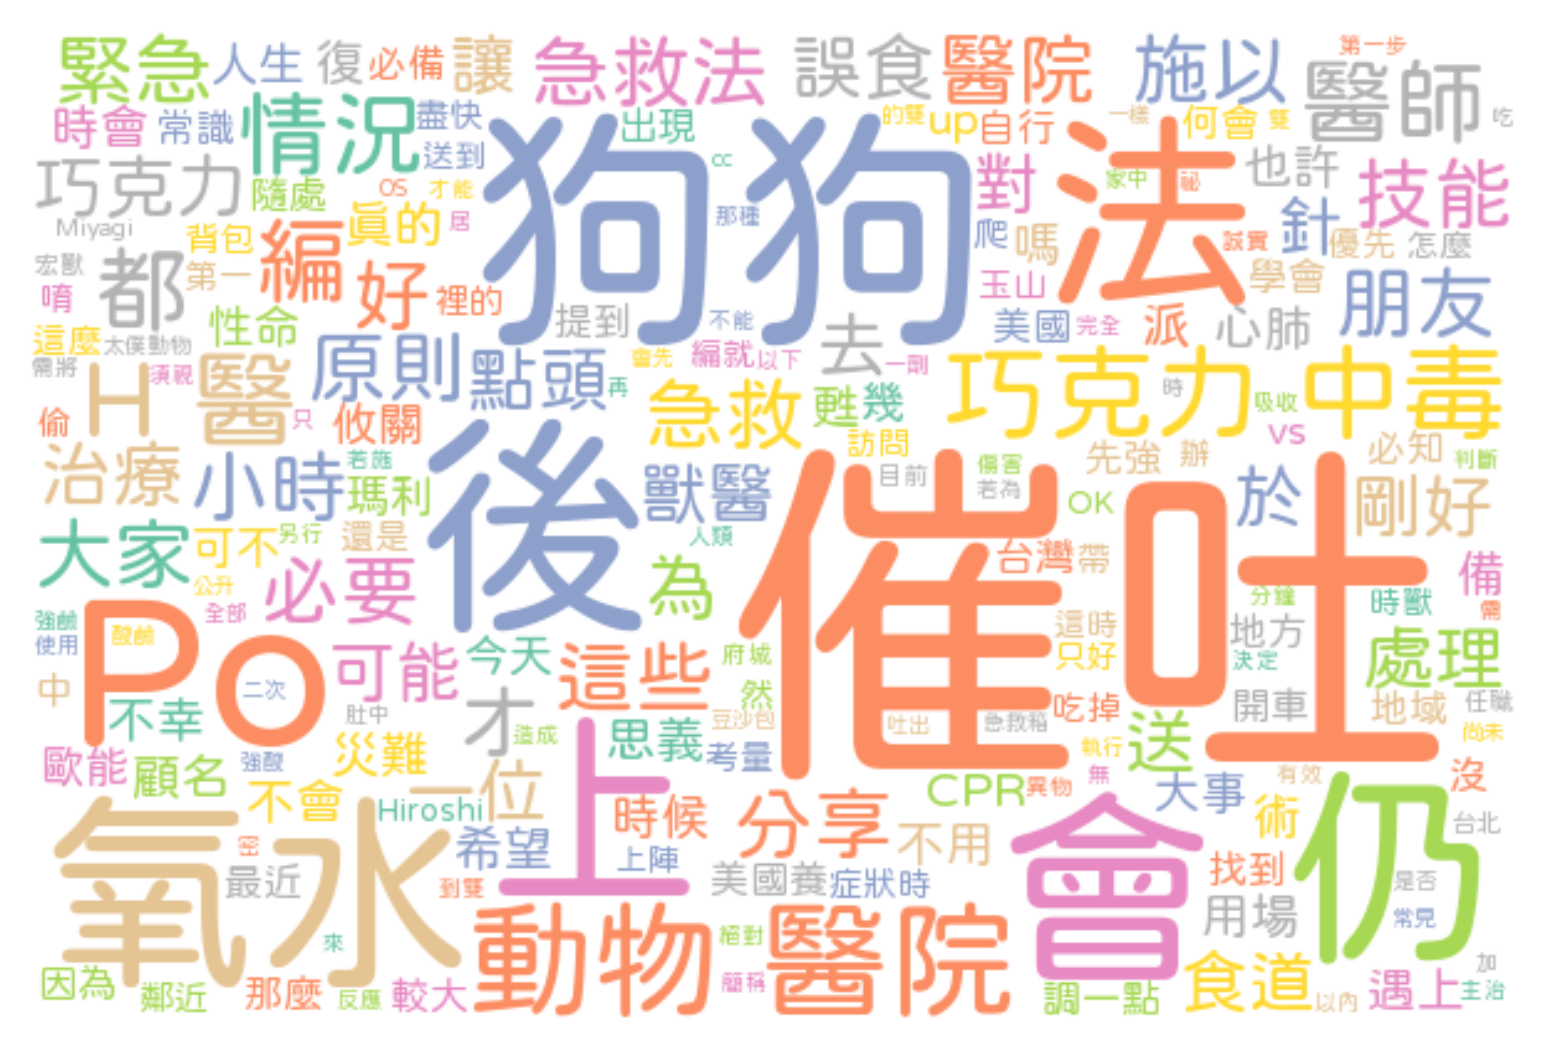 緊急 人生 復 必備 讓 急救法 誤食 醫院 施以 第一步 醫師
時會 常識 情況 盡快 出現 的雙 up 自行 一樣 何會 雙 吃
巧克力 隨處 送到 OS 才能 狗狗 cc 對 法 家中 也許 技能
Miyagi 背包 編 真的 居 那種 爬 嗎 誠實 針 優先 怎麼
宏獸 都 第一 好 裡的 提到 玉山 學會 朋友
唷 性命 不能 去 美國 完全 派 心肺
這麼 太僕動物 原則 點頭 會先 編就 以下 一剛 巧克力中毒
需將 H 須視 醫 再 急救 甦 幾 時 吸收
偷 只 攸關 後 訪問 vs 先強 辦 必知 判斷
治療 小時 若施 瑪利 獸醫 目前 傷害 若為 OK 催吐 於 剛好
大家 可不 另行 還是 人類 台灣 帶 備
公升 必要 為 分鐘 時獸 需
強鹼 全部 這時 地方
使用 酸鹼 Po 可能 今天 這些 府城 只好 決定 處理
中 二次 不幸 肚中 才 然 豆沙包 吐出 急救箱 吃掉 開車 地域 任職
造成 思義 考量 執行 送 尚未
歐能 顧名 強酸 災難 無 有效 沒
不會 Hiroshi 一位 上 CPR 異物 大事 仍
氧水 希望 時候 分享 不用 會 術 台北
最近 到雙 上陣 美國養 症狀時 找到 是否
來 動物醫院 絕對 用場 常見
因為 鄰近 那麼 反應 較大 簡稱 調一點 食道 以內 遇上 加 主治